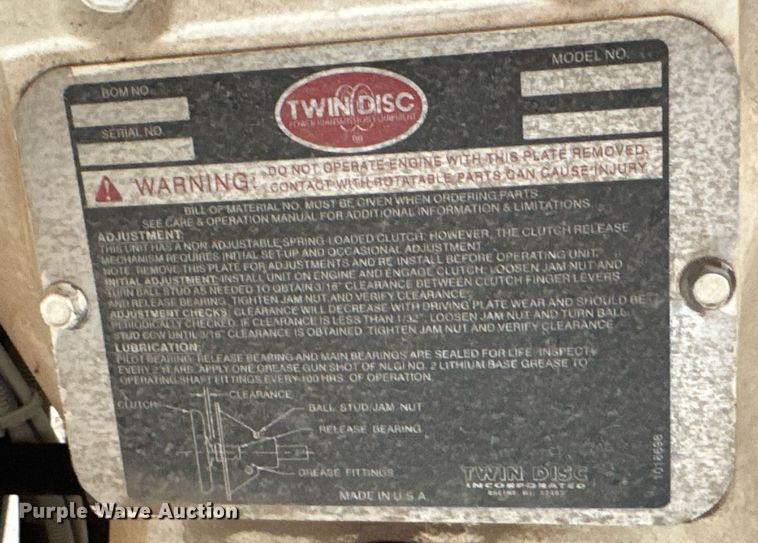 BOM NO.
MODEL NO.
SERIAL NO.
TWIN DISC
POWER TRANSMISSION EQUIPMENT
WARNING: DO NOT OPERATE ENGINE WITH THIS PLATE REMOVED,
CONTACT WITH ROTATABLE PARTS CAN CAUSE INJURY
BILL OF MATERIAL NO. MUST BE GIVEN WHEN ORDERING PARTS
SEE CARE & OPERATION MANUAL FOR ADDITIONAL INFORMATION & LIMITATIONS
ADJUSTMENT:
THIS UNIT HAS A NON ADJUSTABLE SPRING LOADED CLUTCH, HOWEVER, THE CLUTCH RELEASE
MECHANISM REQUIRES INITIAL SET-UP AND OCCASIONAL ADJUSTMENT
NOTE: REMOVE THIS PLATE FOR ADJUSTMENTS AND RE INSTALL BEFORE OPERATING UNIT.
INITIAL ADJUSTMENT: INSTALL UNIT ON ENGINE AND ENGAGE CLUTCH. LOOSEN JAM NUT AND
TURN BALL STUD AS NEEDED TO OBTAIN 3/16" CLEARANCE BETWEEN CLUTCH FINGER LEVERS
AND RELEASE BEARING, TIGHTEN JAM NUT AND VERIFY CLEARANCE
ADJUSTMENT CHECKS: CLEARANCE WILL DECREASE WITH DRIVING PLATE WEAR AND SHOULD BE
PERIODICALLY CHECKED. IF CLEARANCE IS LESS THAN 1/32" LOOSEN JAM NUT AND TURN BALL
STUD CCW UNTIL 3/16" CLEARANCE IS OBTAINED. TIGHTEN JAM NUT AND VERIFY CLEARANCE
LUBRICATION:
PILOT BEARING, RELEASE BEARING AND MAIN BEARINGS ARE SEALED FOR LIFE. INSPECT
EVERY 2 YEARS. APPLY ONE GREASE GUN SHOT OF NLGI NO. 2 LITHIUM BASE GREASE TO
OPERATING SHAFT FITTINGS EVERY 100 HRS. OF OPERATION.
CLEARANCE
CLUTCH
BALL STUD/JAM NUT
RELEASE BEARING
GREASE FITTINGS
TWIN DISC
INCORPORATED
RACINE WI.
MADE IN U.S.A.
1018698
Purple Wave Auction